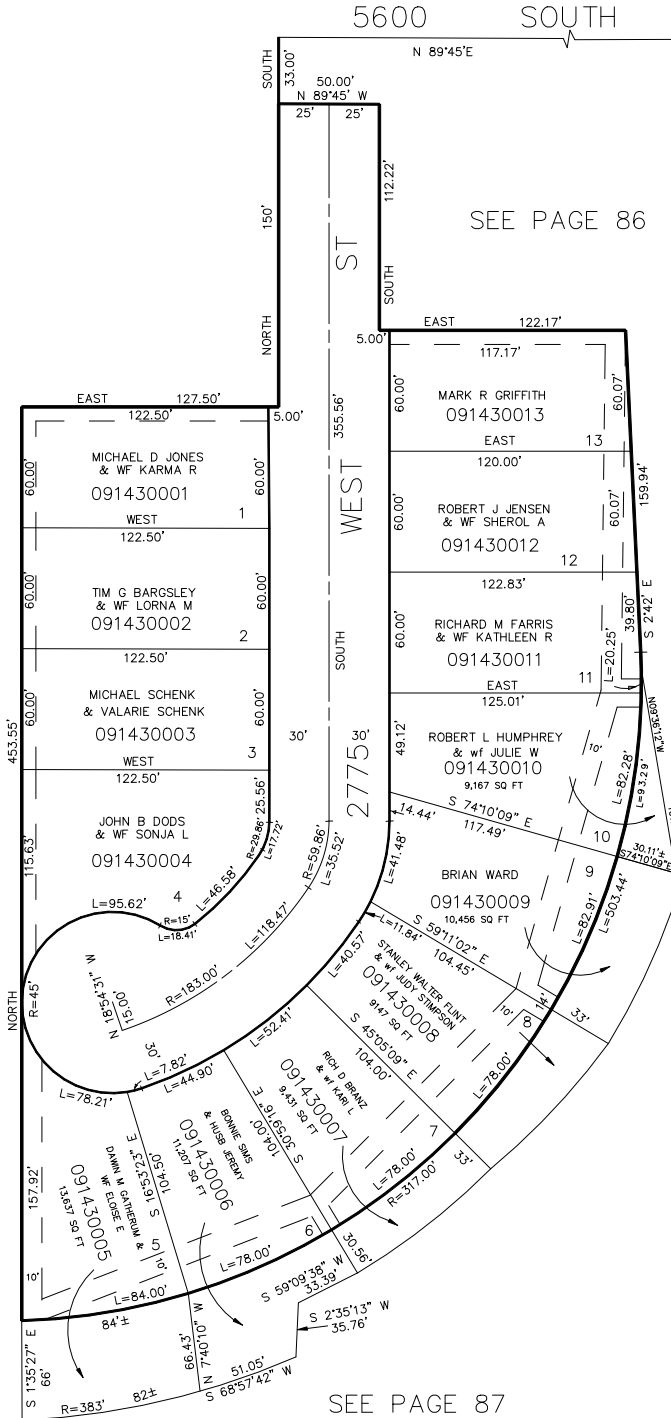 5600 SOUTH
N 89°45'E
SOUTH
33.00'
50.00'
N 89°45' W
25' 25'
150'
NORTH
112.22'
SOUTH
SEE PAGE 86
2775 WEST ST
EAST 122.17'
5.00'
117.17'
EAST 127.50'
122.50'
5.00'
355.56'
SOUTH
60.00'
60.00'
MICHAEL D JONES
& WF KARMA R
091430001
1
WEST
122.50'
60.00'
60.00'
TIM G BARGSLEY
& WF LORNA M
091430002
2
122.50'
60.00'
60.00'
MICHAEL SCHENK
& VALARIE SCHENK
091430003
3
WEST
122.50'
453.55'
NORTH
115.63'
25.56'
JOHN B DODS
& WF SONJA L
091430004
4
60.00'
60.07'
MARK R GRIFFITH
091430013
13
EAST
120.00'
159.94'
S 2°42' E
60.00'
60.07'
ROBERT J JENSEN
& WF SHEROL A
091430012
12
122.83'
60.00'
39.80'
L=20.25'
RICHARD M FARRIS
& WF KATHLEEN R
091430011
11
EAST
125.01'
N09°36'12"W
49.12'
ROBERT L HUMPHREY
& wf JULIE W
091430010
9,167 SQ FT
10
10'
L=82.28'
L=93.29'
30' 30'
14.44'
S 74°10'09" E
117.49'
30.11'±
S74°10'09"E
BRIAN WARD
091430009
10,456 SQ FT
9
L=82.91'
L=503.44'
L=41.48'
L=11.84'
S 59°11'02" E
104.45'
14'
33'
STANLEY WALTER FLINT
& wf JUDY STIMPSON
091430008
9147 SQ FT
8
10'
L=40.57'
L=78.00'
S 45°05'09" E
104.00'
33'
RICH D BRANZ
& wf KARI L
091430007
9,431 SQ FT
7
L=52.41'
L=78.00'
R=317.00'
S 30°59'16" E
104.00'
30.56'
BONNIE SIMS
& HUSB JEREMY
091430006
11,207 SQ FT
6
L=44.90'
L=7.82'
L=78.00'
S 16°53'23" E
104.50'
DAWN M GATHERUM &
WF ELOISE E
091430005
13,637 SQ FT
5
10'
10'
157.92'
L=84.00'
84'±
R=29.86'
L=17.72'
L=46.58'
R=15'
L=18.41'
L=95.62'
R=45'
L=78.21'
R=59.86'
L=35.52'
L=118.47'
R=183.00'
N 18°54'31" W
15.00'
30'
S 59°09'38" W
33.39'
S 2°35'13" W
35.76'
N 7°40'10" W
66.43'
51.05'
S 68°57'42" W
S 1°35'27" E
66'
R=383'
82±
SEE PAGE 87